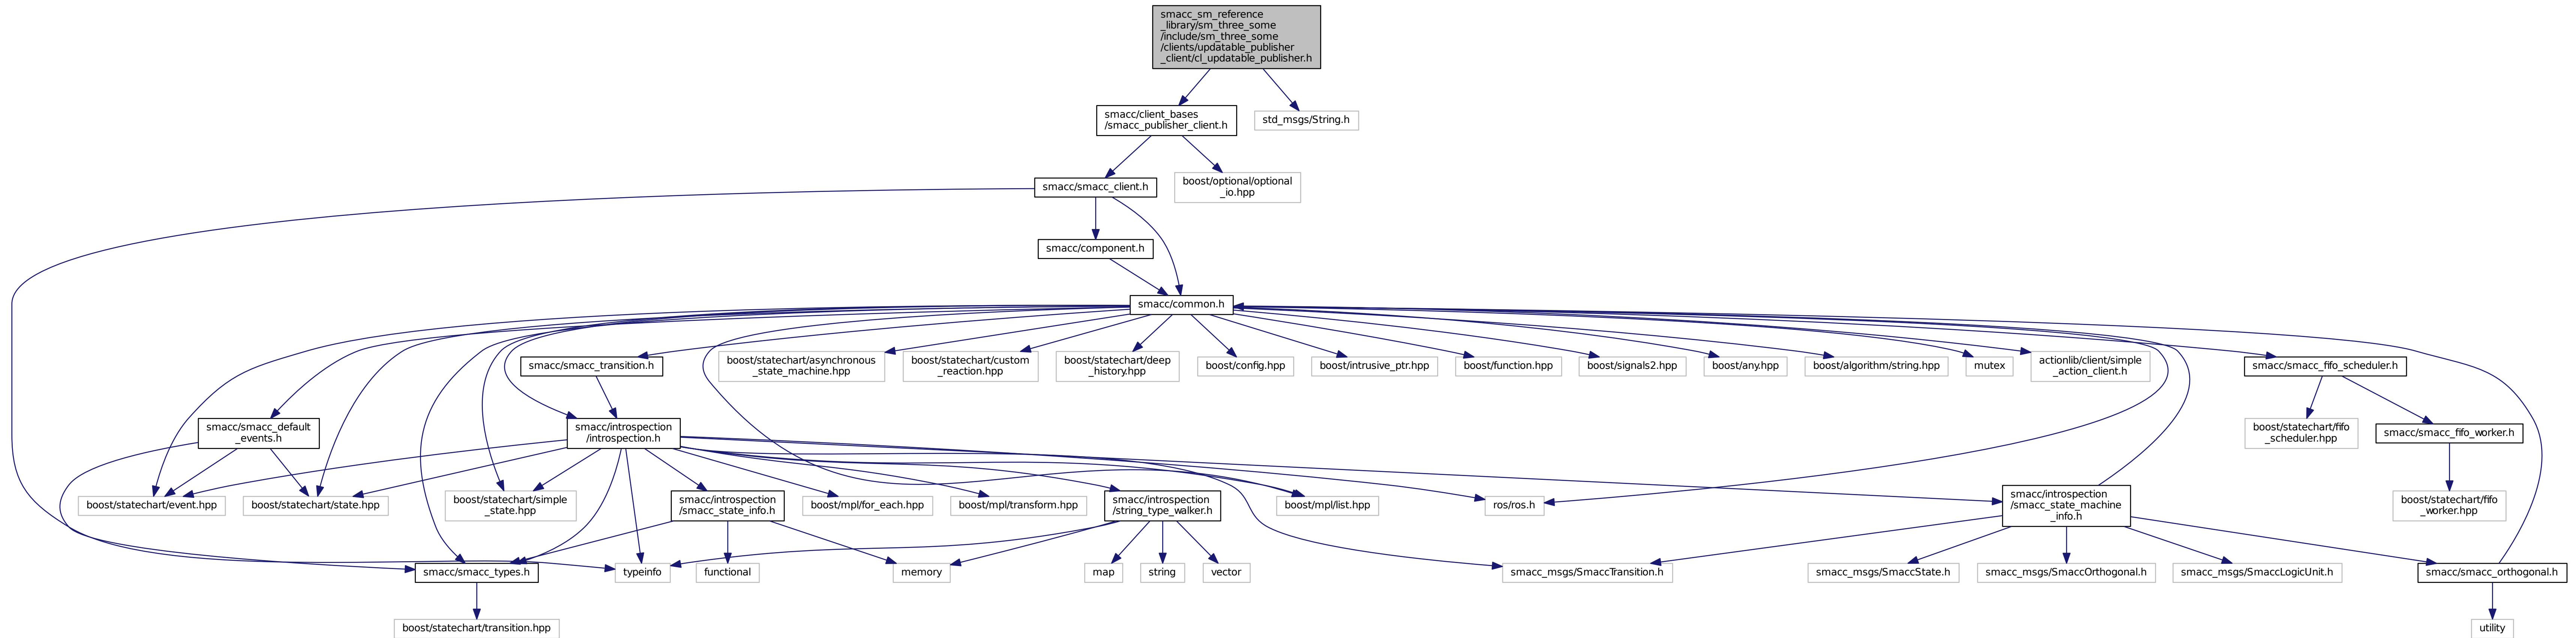 smacc_sm_reference
_library/sm_three_some
/include/sm_three_some
/clients/updatable_publisher
_client/cl_updatable_publisher.h
smacc/client_bases
/smacc_publisher_client.h
std_msgs/String.h
smacc/smacc_client.h
boost/optional/optional
_io.hpp
smacc/component.h
smacc/common.h
smacc/smacc_transition.h
boost/statechart/asynchronous
_state_machine.hpp
boost/statechart/custom
_reaction.hpp
boost/statechart/deep
_history.hpp
boost/config.hpp
boost/intrusive_ptr.hpp
boost/function.hpp
boost/signals2.hpp
boost/any.hpp
boost/algorithm/string.hpp
mutex
actionlib/client/simple
_action_client.h
smacc/smacc_fifo_scheduler.h
smacc/smacc_default
_events.h
smacc/introspection
/introspection.h
boost/statechart/fifo
_scheduler.hpp
smacc/smacc_fifo_worker.h
boost/statechart/event.hpp
boost/statechart/state.hpp
boost/statechart/simple
_state.hpp
smacc/introspection
/smacc_state_info.h
boost/mpl/for_each.hpp
boost/mpl/transform.hpp
smacc/introspection
/string_type_walker.h
boost/mpl/list.hpp
ros/ros.h
smacc/introspection
/smacc_state_machine
_info.h
boost/statechart/fifo
_worker.hpp
smacc/smacc_types.h
typeinfo
functional
memory
map
string
vector
smacc_msgs/SmaccTransition.h
smacc_msgs/SmaccState.h
smacc_msgs/SmaccOrthogonal.h
smacc_msgs/SmaccLogicUnit.h
smacc/smacc_orthogonal.h
boost/statechart/transition.hpp
utility